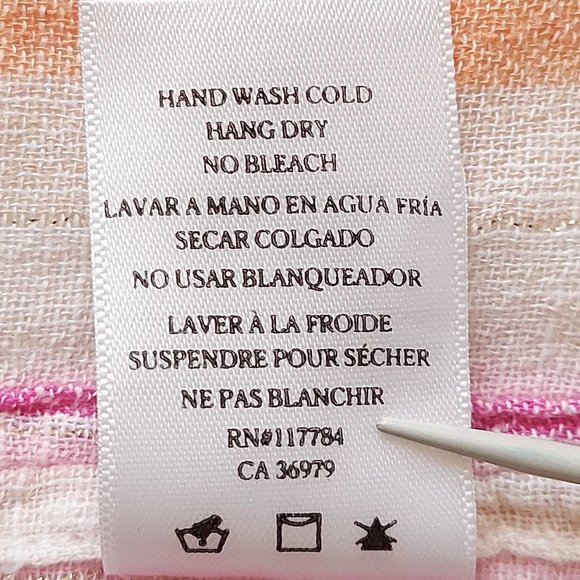 HAND WASH COLD
HANG DRY
NO BLEACH
LAVAR A MANO EN AGUA FRÍA
SECAR COLGADO
NO USAR BLANQUEADOR
LAVER À LA FROIDE
SUSPENDRE POUR SÉCHER
NE PAS BLANCHIR
RN#117784
CA 36979